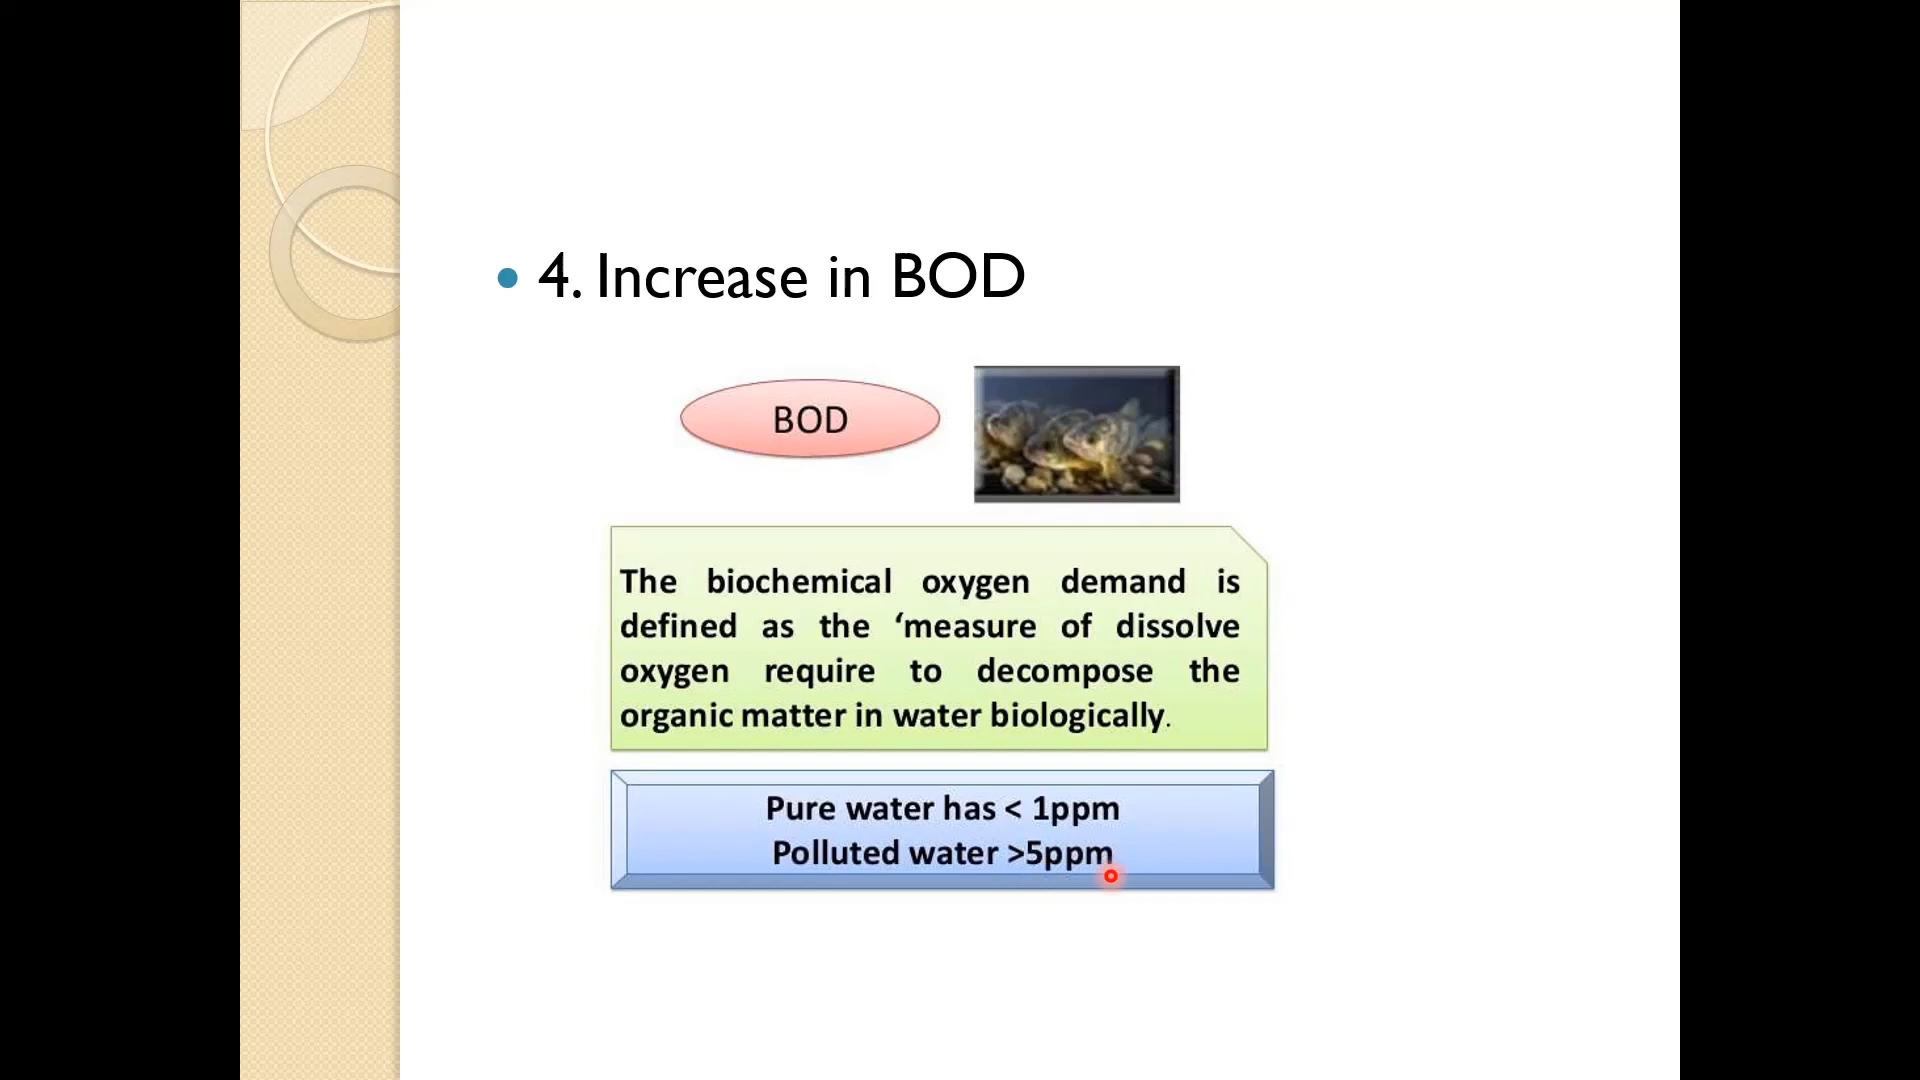 4. Increase in BOD
BOD
The biochemical oxygen demand is
defined as the ‘measure of dissolve
oxygen require to decompose the
organic matter in water biologically.
Pure water has < 1ppm
Polluted water >5ppm